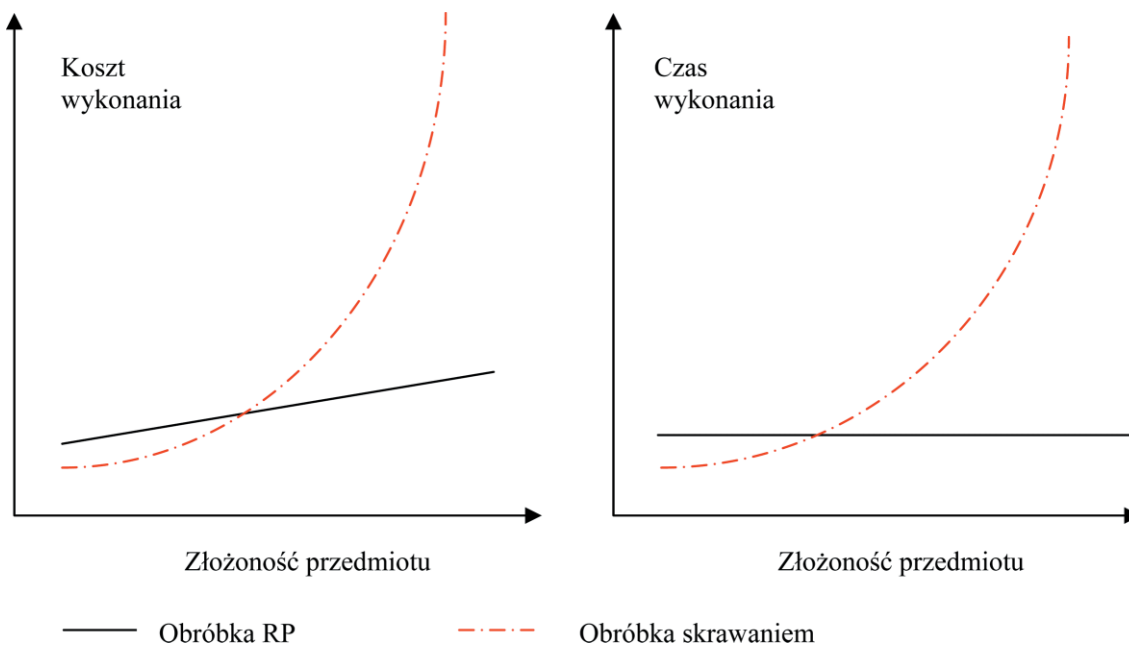 Koszt
wykonania
Czas
wykonania
Złożoność przedmiotu
Złożoność przedmiotu
Obróbka RP
Obróbka skrawaniem